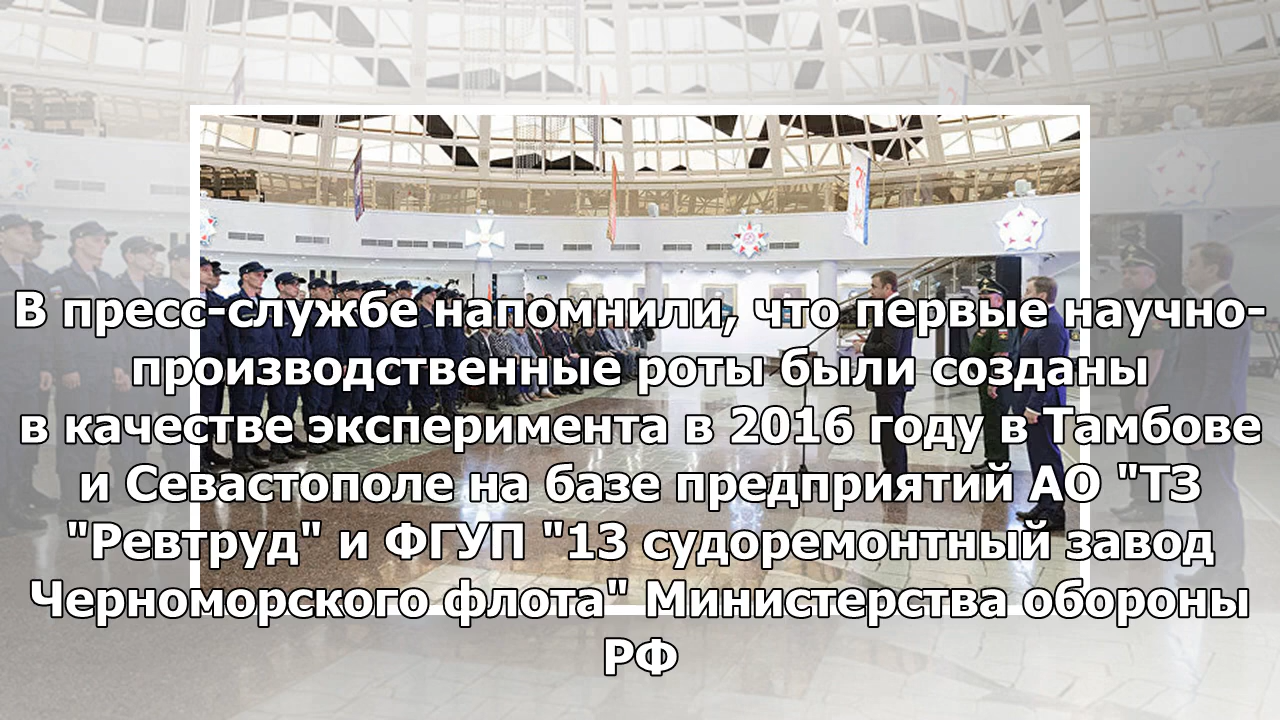 В пресс-службе напомнили, что первые научно-
производственные роты были созданы
в качестве эксперимента в 2016 году в Тамбове
и Севастополе на базе предприятий АО "ТЗ
"Ревтруд" и ФГУП "13 судоремонтный завод
Черноморского флота" Министерства обороны
РФ